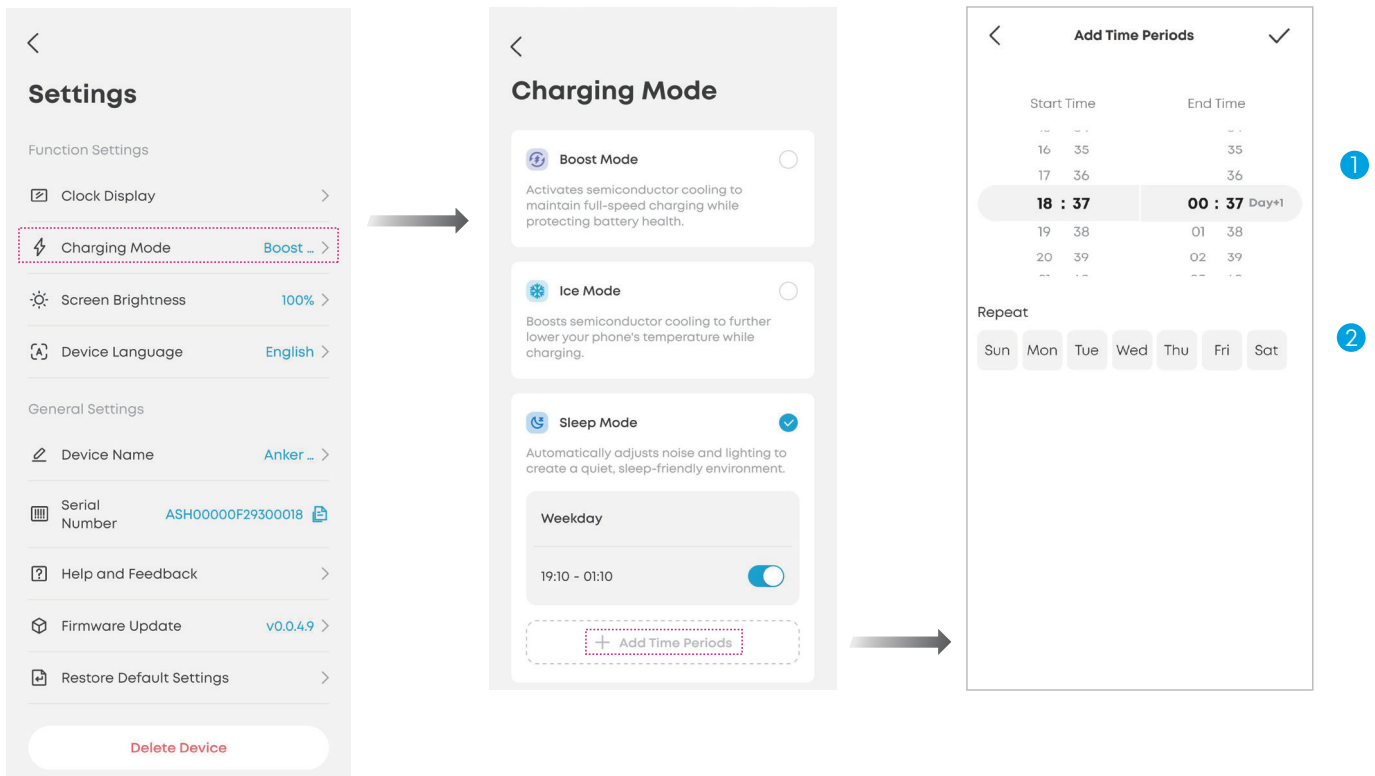 Settings
Function Settings
Clock Display
Charging Mode Boost ...
Screen Brightness 100%
Device Language English
General Settings
Device Name Anker ...
Serial
Number ASH00000F29300018
Help and Feedback
Firmware Update v0.0.4.9
Restore Default Settings
Delete Device
Charging Mode
Boost Mode
Activates semiconductor cooling to
maintain full-speed charging while
protecting battery health.
Ice Mode
Boosts semiconductor cooling to further
lower your phone's temperature while
charging.
Sleep Mode
Automatically adjusts noise and lighting to
create a quiet, sleep-friendly environment.
Weekday
19:10 - 01:10
+ Add Time Periods
Add Time Periods
Start Time End Time
16 35 35
17 36 36
18 : 37 00 : 37 Day+1
19 38 01 38
20 39 02 39
Repeat
Sun Mon Tue Wed Thu Fri Sat
1
2